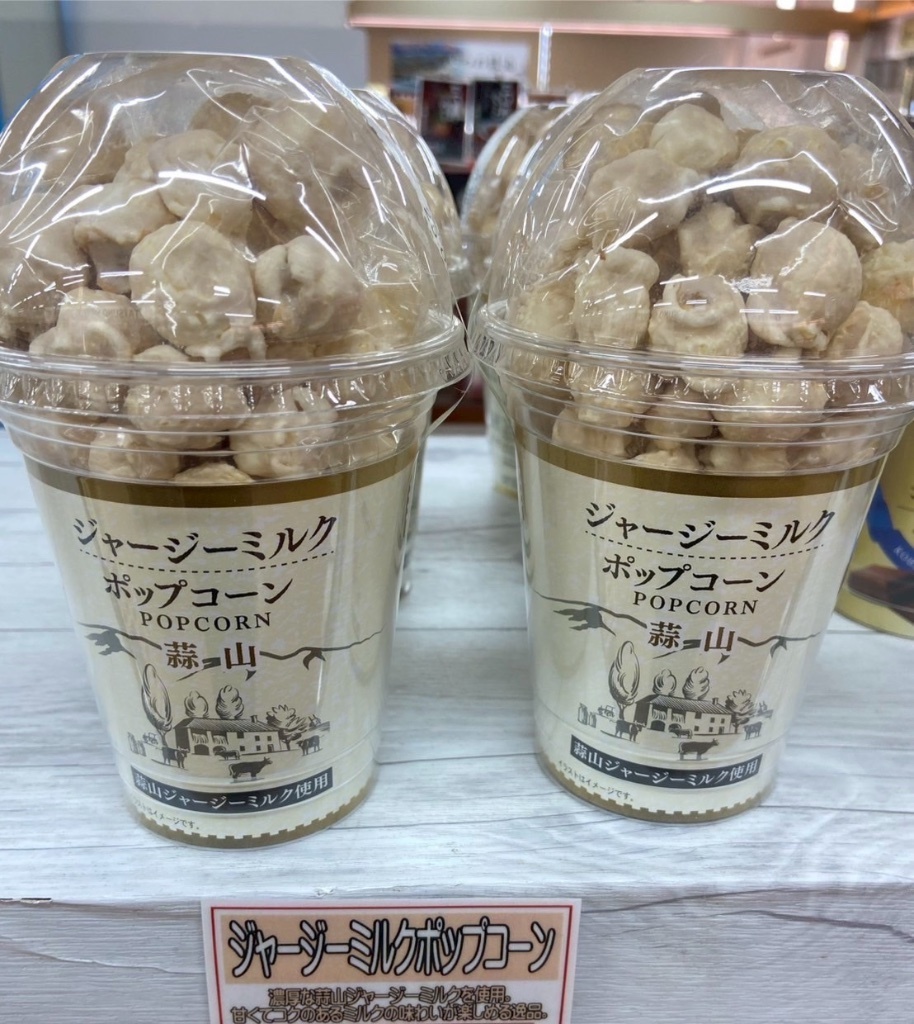 ジャージーミルク
ポップコーン
POPCORN
蒜山
蒜山ジャージーミルク使用
イラストはイメージです。
ジャージーミルク
ポップコーン
POPCORN
蒜山
蒜山ジャージーミルク使用
イラストはイメージです。
ジャージーミルクポップコーン
濃厚な蒜山ジャージーミルクを使用。
甘くてコクのあるミルクの味わいが楽しめる逸品。